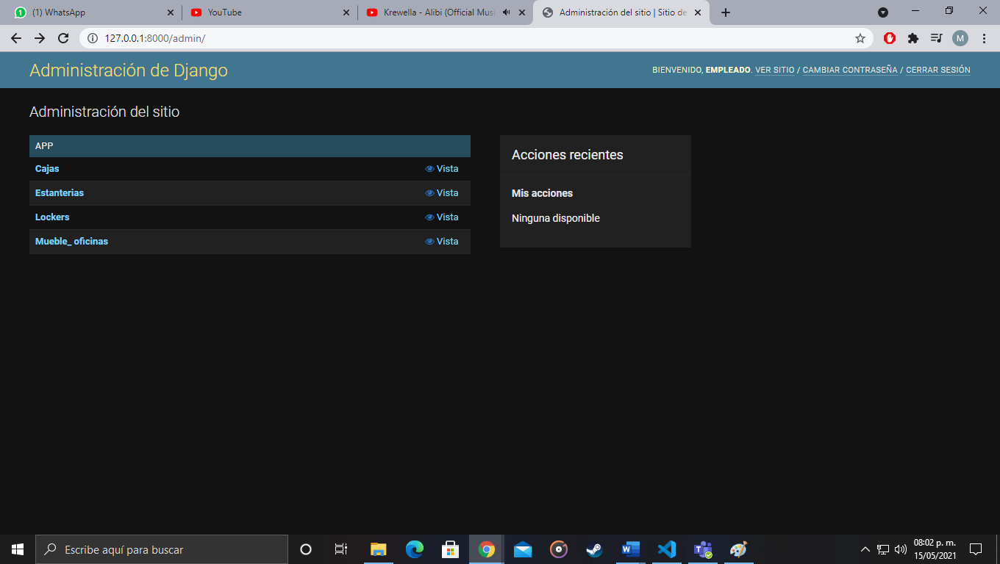 (1) WhatsApp
YouTube
Krewella - Alibi (Official Musi
Administración del sitio | Sitio de
127.0.0.1:8000/admin/
M
Administración de Django
BIENVENIDO, EMPLEADO. VER SITIO / CAMBIAR CONTRASEÑA / CERRAR SESIÓN
Administración del sitio
APP
Cajas Vista
Estanterias Vista
Lockers Vista
Mueble_ oficinas Vista
Acciones recientes
Mis acciones
Ninguna disponible
Escribe aquí para buscar
08:02 p. m.
15/05/2021